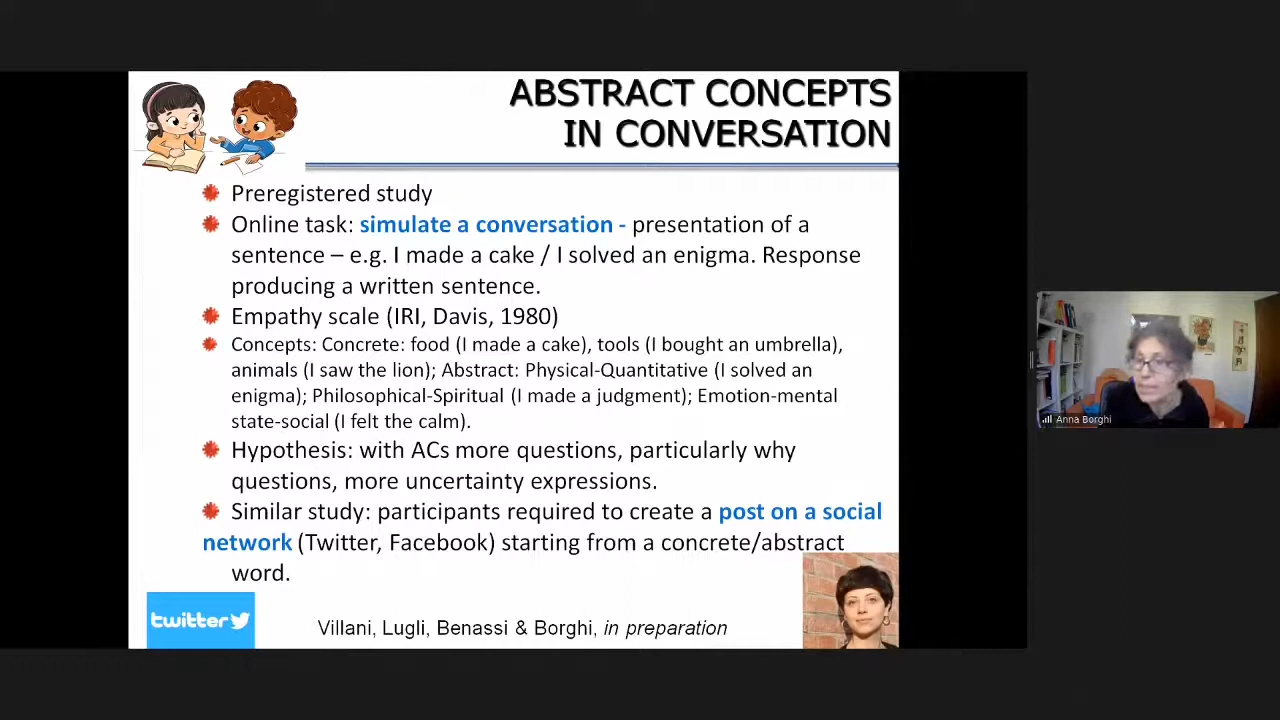 ABSTRACT CONCEPTS
IN CONVERSATION
Preregistered study
Online task: simulate a conversation - presentation of a
sentence – e.g. I made a cake / I solved an enigma. Response
producing a written sentence.
Empathy scale (IRI, Davis, 1980)
Concepts: Concrete: food (I made a cake), tools (I bought an umbrella),
animals (I saw the lion); Abstract: Physical-Quantitative (I solved an
enigma); Philosophical-Spiritual (I made a judgment); Emotion-mental
state-social (I felt the calm).
Hypothesis: with ACs more questions, particularly why
questions, more uncertainty expressions.
Similar study: participants required to create a post on a social
network (Twitter, Facebook) starting from a concrete/abstract
word.
twitter
Villani, Lugli, Benassi & Borghi, in preparation
Anna Borghi